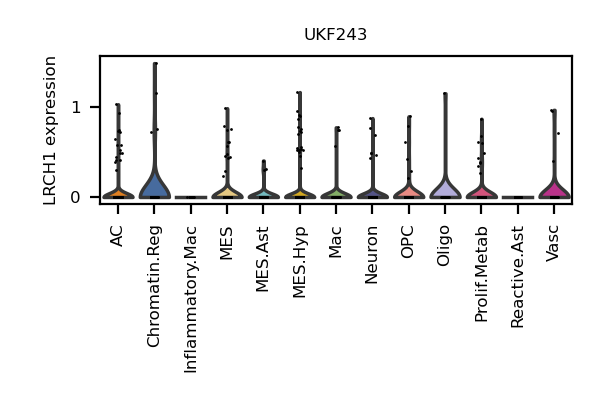 UKF243
LRCH1 expression
1
0
AC
Chromatin.Reg
Inflammatory.Mac
MES
MES.Ast
MES.Hyp
Mac
Neuron
OPC
Oligo
Prolif.Metab
Reactive.Ast
Vasc